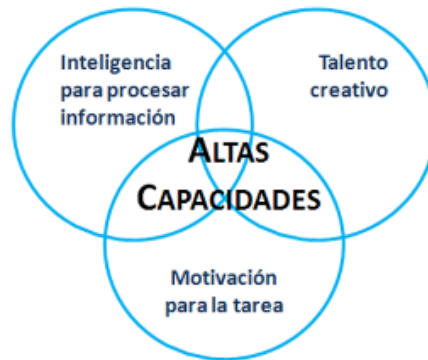 Inteligencia
para procesar
información
Talento
creativo
ALTAS
CAPACIDADES
Motivación
para la tarea